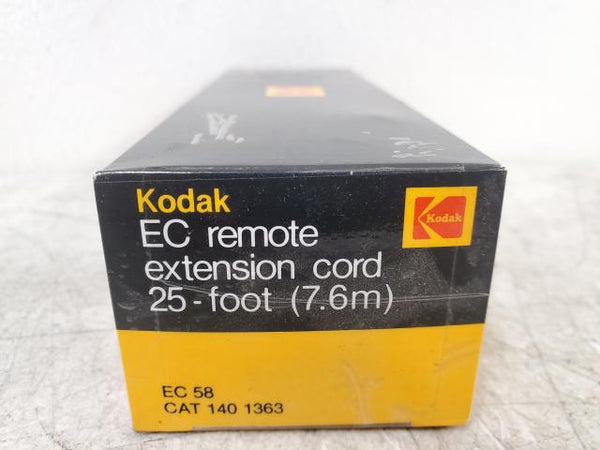 Kodak
EC remote
extension cord
25-foot (7.6m)
Kodak
EC 58
CAT 140 1363